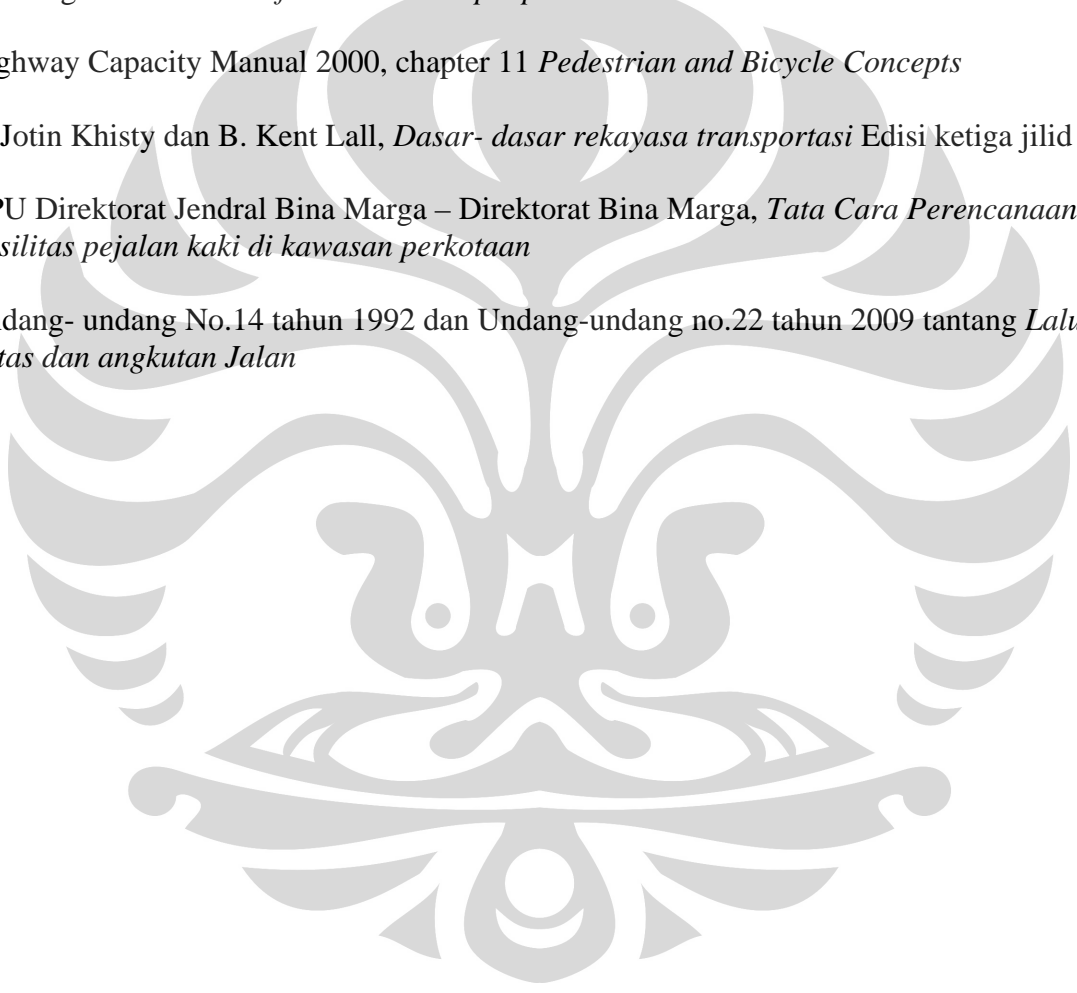 ghway Capacity Manual 2000, chapter 11 Pedestrian and Bicycle Concepts
Jotin Khisty dan B. Kent Lall, Dasar- dasar rekayasa transportasi Edisi ketiga jilid
PU Direktorat Jendral Bina Marga – Direktorat Bina Marga, Tata Cara Perencanaan
silitas pejalan kaki di kawasan perkotaan
dang- undang No.14 tahun 1992 dan Undang-undang no.22 tahun 2009 tantang Lalu
tas dan angkutan Jalan